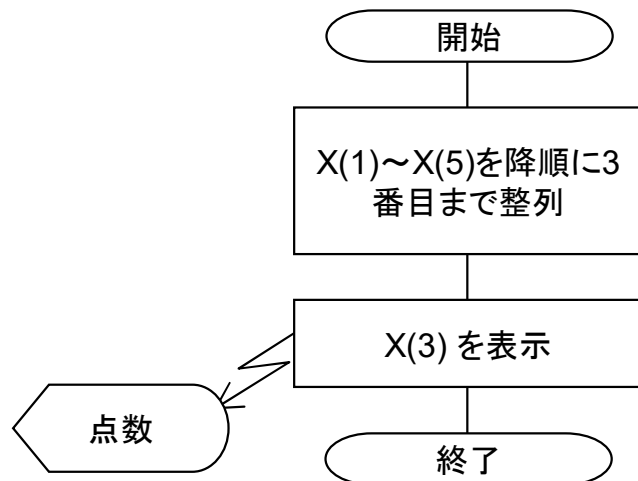 開始
X(1)～X(5)を降順に3
番目まで整列
X(3) を表示
点数
終了